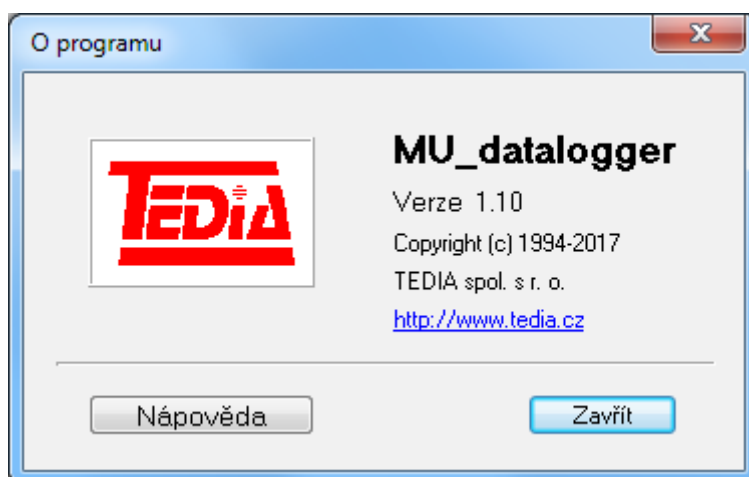 O programu
TEDIA
MU_datalogger
Verze 1.10
Copyright (c) 1994-2017
TEDIA spol. s r. o.
http://www.tedia.cz
Nápověda
Zavřít